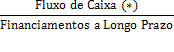 Fluxo de Caixa (*)
Financiamentos a Longo Prazo